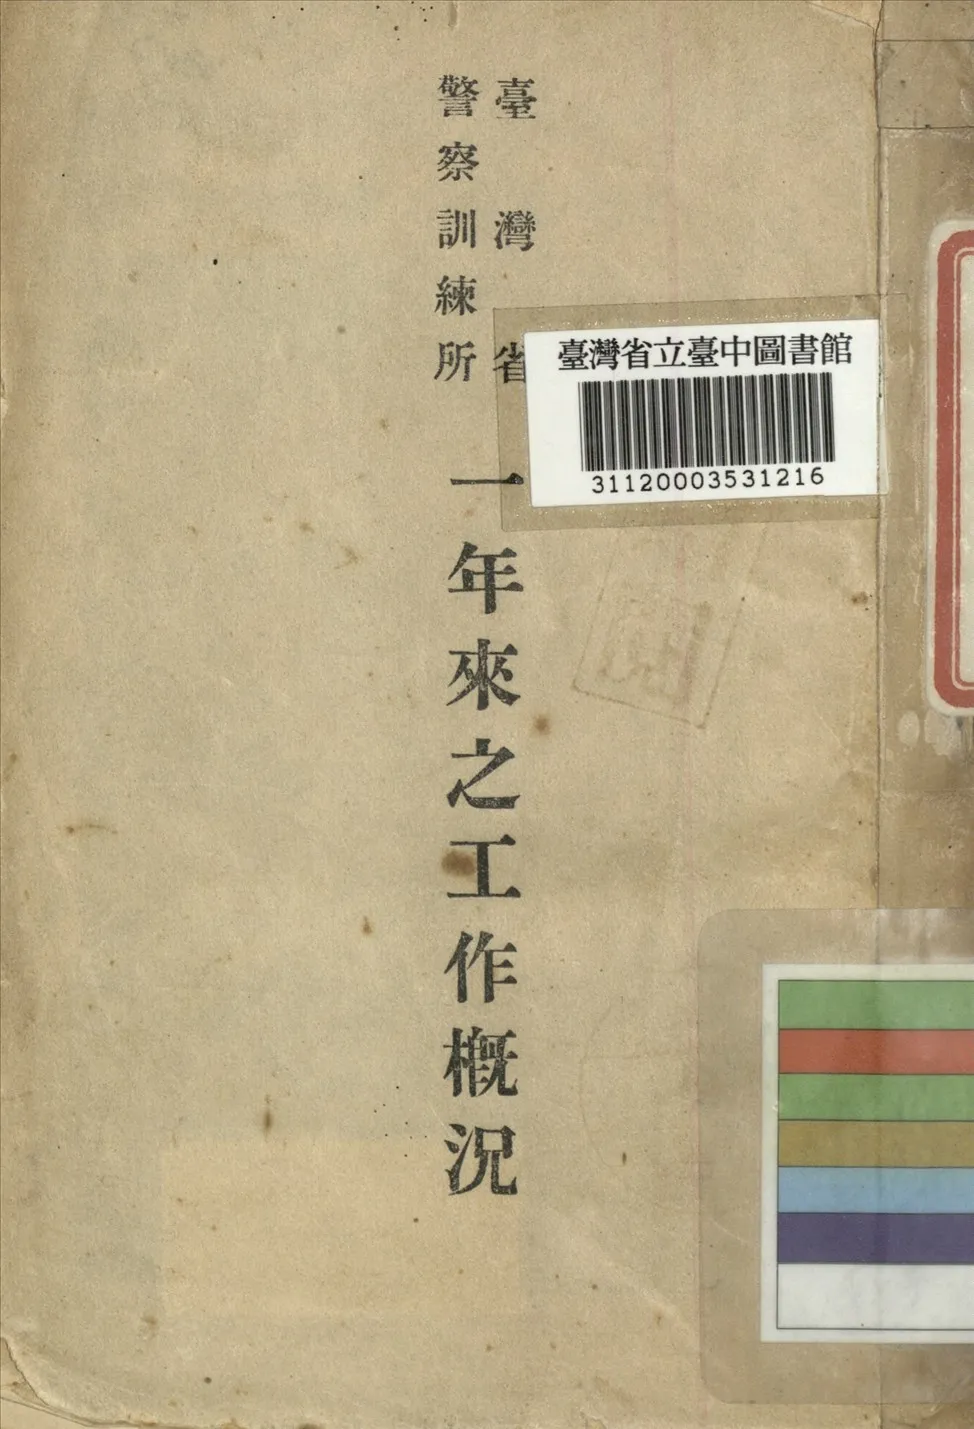 臺灣省
警察訓練所
一年來之工作概況
臺灣省立臺中圖書館
31120003531216